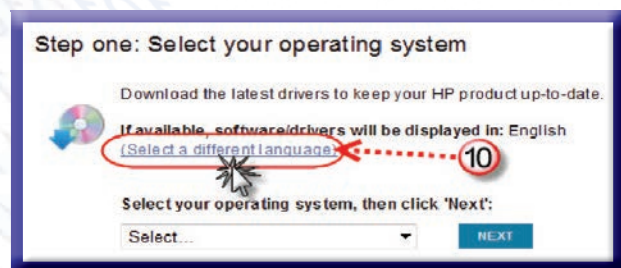 Step one: Select your operating system
Download the latest drivers to keep your HP product up-to-date.
If available, software/drivers will be displayed in: English
(Select a different language)
10
Select your operating system, then click 'Next':
Select...
NEXT